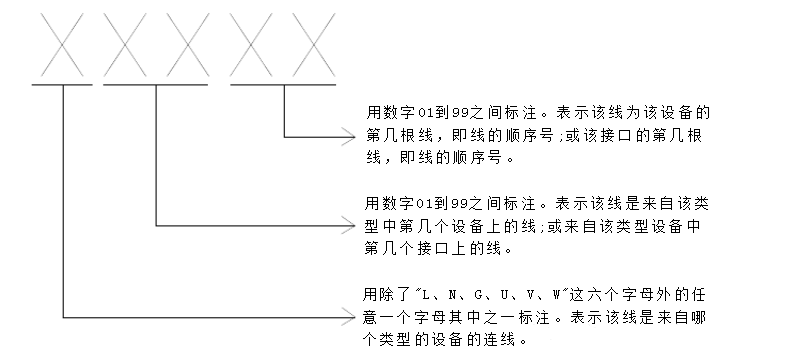 X XX XX
用数字01到99之间标注。表示该线为该设备的
第几根线，即线的顺序号;或该接口的第几根
线，即线的顺序号。
用数字01到99之间标注。表示该线是来自该类
型中第几个设备上的线;或来自该类型设备中
第几个接口上的线。
用除了"L、N、G、U、V、W"这六个字母外的任
意一个字母其中之一标注。表示该线是来自哪
个类型的设备的连线。